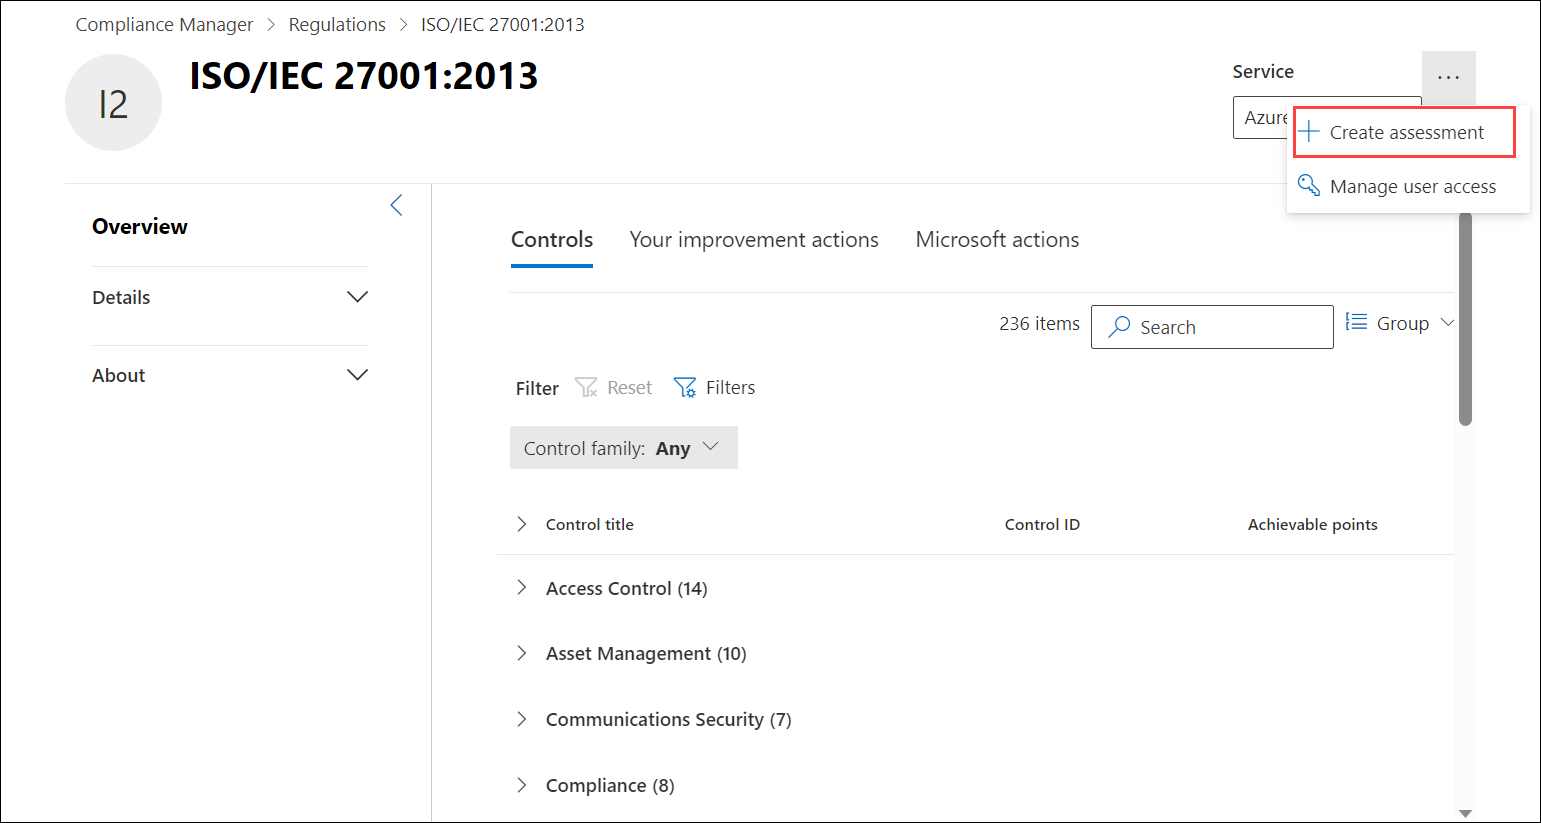 Compliance Manager > Regulations > ISO/IEC 27001:2013
I2
ISO/IEC 27001:2013
Service
...
Azure
Create assessment
Manage user access
Overview
Details
About
Controls Your improvement actions Microsoft actions
236 items Search Group
Filter Reset Filters
Control family: Any
Control title Control ID Achievable points
Access Control (14)
Asset Management (10)
Communications Security (7)
Compliance (8)